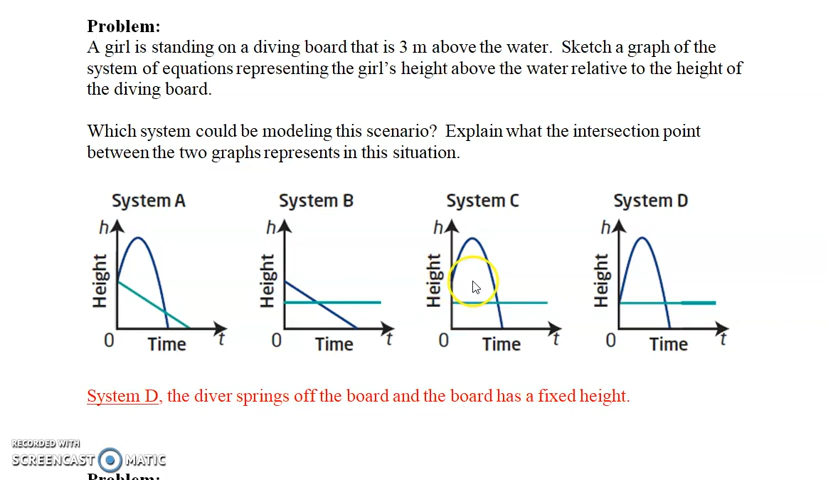 Problem:
A girl is standing on a diving board that is 3 m above the water. Sketch a graph of the
system of equations representing the girl's height above the water relative to the height of
the diving board.
Which system could be modeling this scenario? Explain what the intersection point
between the two graphs represents in this situation.
System A System B System C System D
h h h h
Height Height Height Height
0 Time t 0 Time t 0 Time t 0 Time t
System D, the diver springs off the board and the board has a fixed height.
RECORDED WITH
SCREENCAST MATIC
Problem: